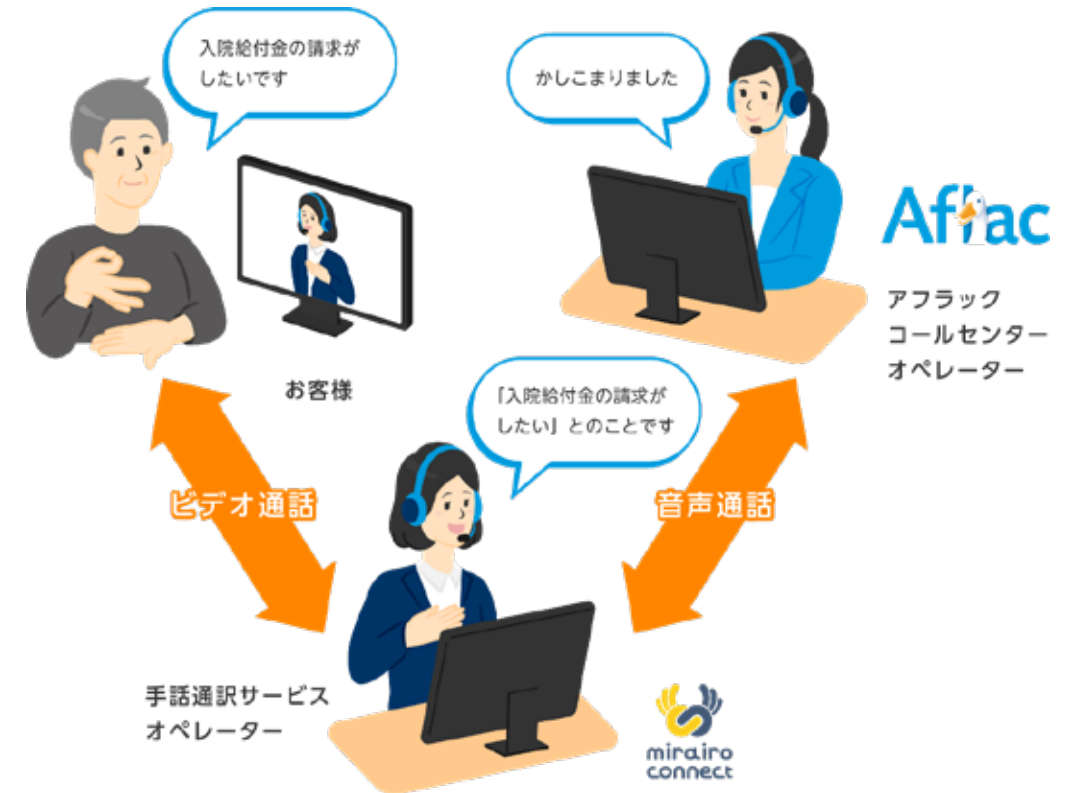 入院給付金の請求が
したいです
かしこまりました
Aflac
アフラック
コールセンター
オペレーター
お客様
「入院給付金の請求が
したい」とのことです
ビデオ通話
音声通話
手話通訳サービス
オペレーター
mirairo
connect